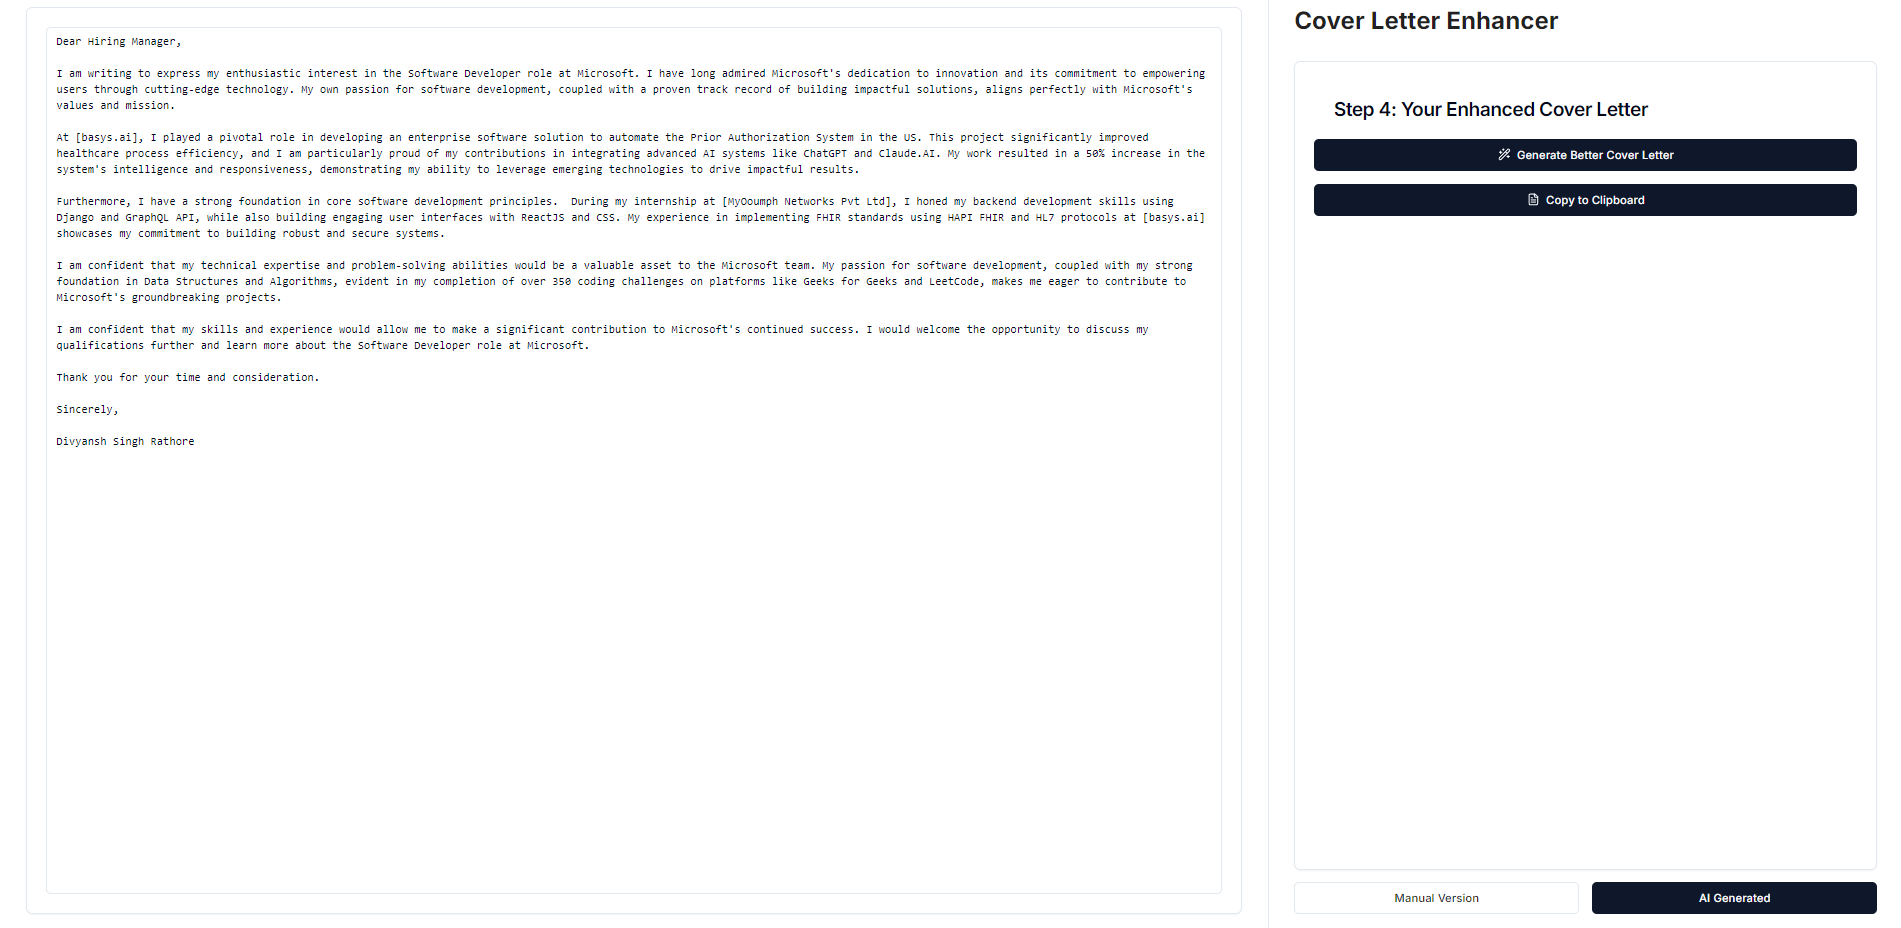 Dear Hiring Manager,
I am writing to express my enthusiastic interest in the Software Developer role at Microsoft. I have long admired Microsoft's dedication to innovation and its commitment to empowering
users through cutting-edge technology. My own passion for software development, coupled with a proven track record of building impactful solutions, aligns perfectly with Microsoft's
values and mission.
At [basys.ai], I played a pivotal role in developing an enterprise software solution to automate the Prior Authorization System in the US. This project significantly improved
healthcare process efficiency, and I am particularly proud of my contributions in integrating advanced AI systems like ChatGPT and Claude.AI. My work resulted in a 50% increase in the
system's intelligence and responsiveness, demonstrating my ability to leverage emerging technologies to drive impactful results.
Furthermore, I have a strong foundation in core software development principles.  During my internship at [MyOoumph Networks Pvt Ltd], I honed my backend development skills using
Django and GraphQL API, while also building engaging user interfaces with ReactJS and CSS. My experience in implementing FHIR standards using HAPI FHIR and HL7 protocols at [basys.ai]
showcases my commitment to building robust and secure systems.
I am confident that my technical expertise and problem-solving abilities would be a valuable asset to the Microsoft team. My passion for software development, coupled with my strong
foundation in Data Structures and Algorithms, evident in my completion of over 350 coding challenges on platforms like Geeks for Geeks and LeetCode, makes me eager to contribute to
Microsoft's groundbreaking projects.
I am confident that my skills and experience would allow me to make a significant contribution to Microsoft's continued success. I would welcome the opportunity to discuss my
qualifications further and learn more about the Software Developer role at Microsoft.
Thank you for your time and consideration.
Sincerely,
Divyansh Singh Rathore
Cover Letter Enhancer
Step 4: Your Enhanced Cover Letter
Generate Better Cover Letter
Copy to Clipboard
Manual Version
AI Generated